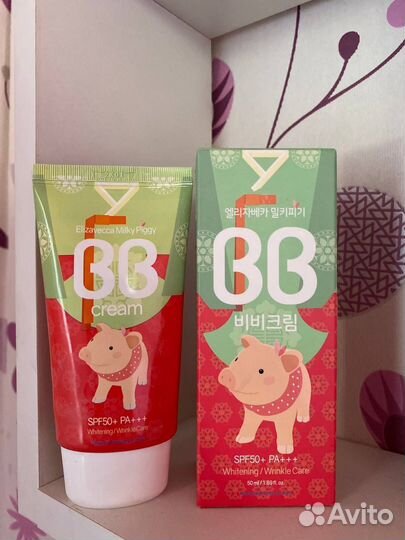 Elizavecca Milky Piggy
BB
cream
SPF50+ PA+++
Whitening/Wrinkle Care
엘리자베카 밀키피기
BB
비비크림
SPF50+ PA+++
Whitening / Wrinkle Care
50 ml / 1.69 fl. oz.
Avito